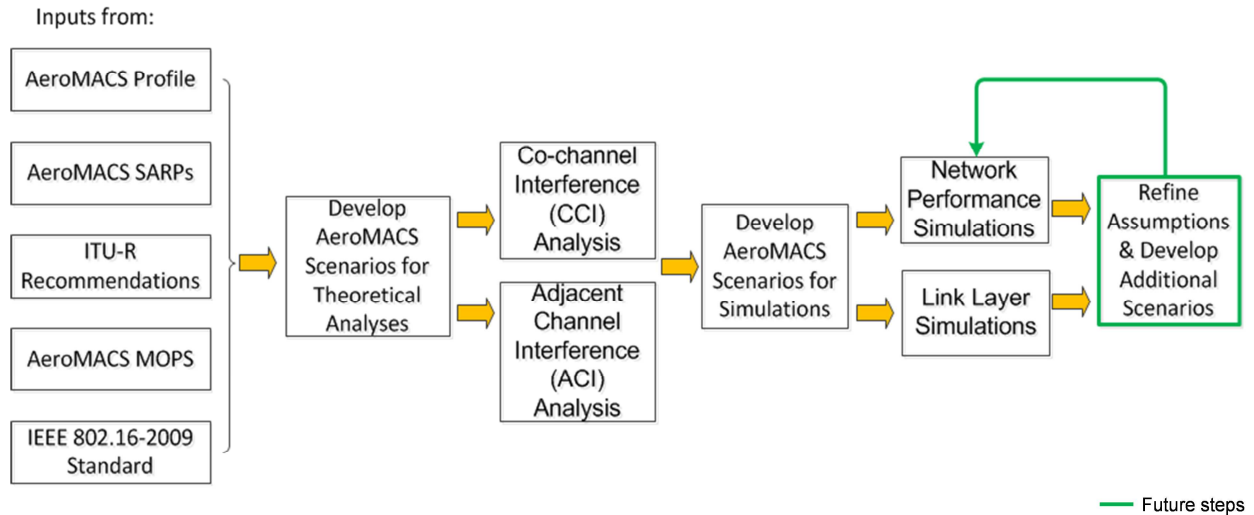 Inputs from:
AeroMACS Profile
AeroMACS SARPs
ITU-R
Recommendations
AeroMACS MOPS
IEEE 802.16-2009
Standard
Develop
AeroMACS
Scenarios for
Theoretical
Analyses
Co-channel
Interference
(CCI)
Analysis
Adjacent
Channel
Interference
(ACI)
Analysis
Develop
AeroMACS
Scenarios for
Simulations
Network
Performance
Simulations
Link Layer
Simulations
Refine
Assumptions
& Develop
Additional
Scenarios
Future steps